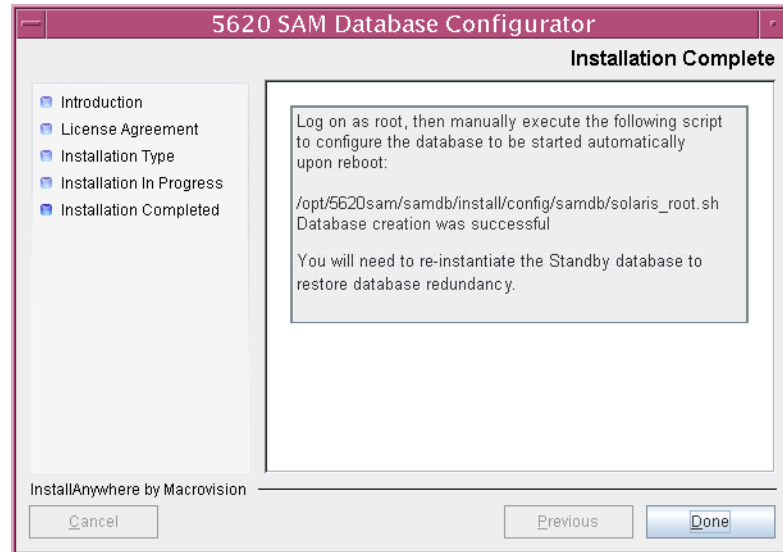 5620 SAM Database Configurator
Installation Complete
Introduction
License Agreement
Installation Type
Installation In Progress
Installation Completed
Log on as root, then manually execute the following script
to configure the database to be started automatically
upon reboot:
/opt/5620sam/samdb/install/config/samdb/solaris_root.sh
Database creation was successful
You will need to re-instantiate the Standby database to
restore database redundancy.
InstallAnywhere by Macrovision
Cancel
Previous
Done